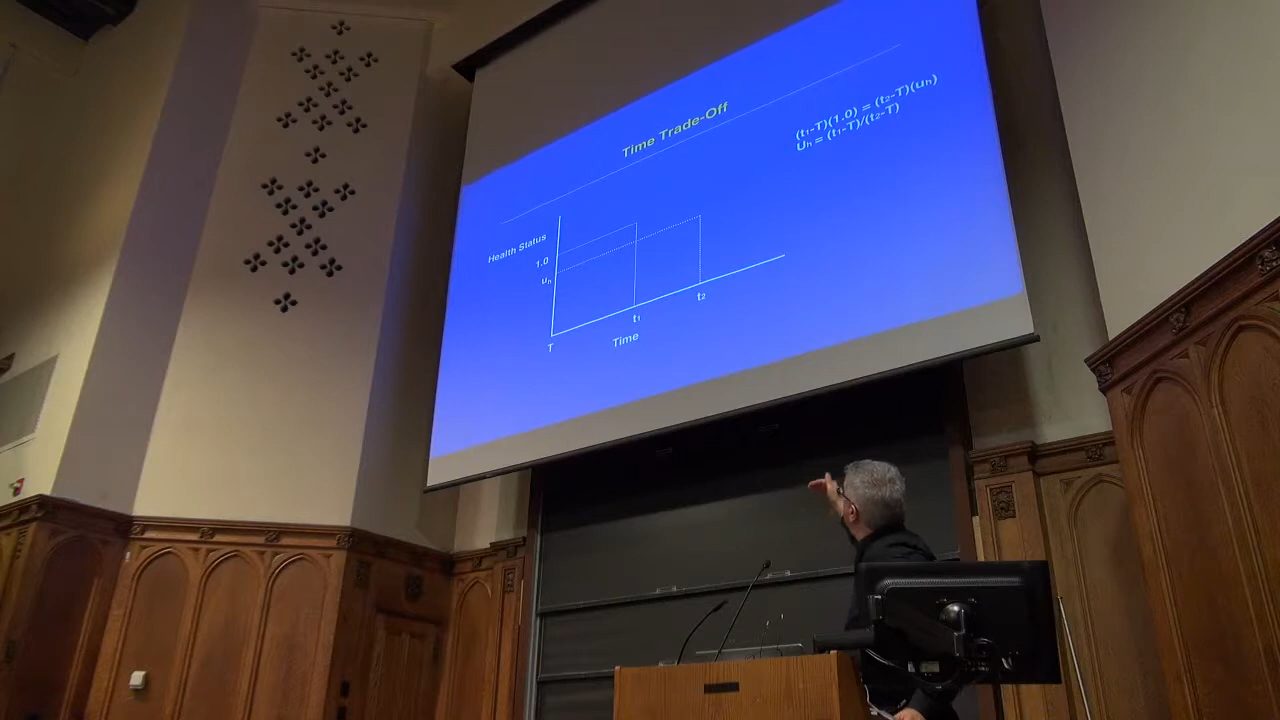 Time Trade-Off
(t₁-T)(1.0) = (t₂-T)(uₕ)
Uₕ = (t₁-T)/(t₂-T)
Health Status
1.0
uₕ
t₁
t₂
T
Time